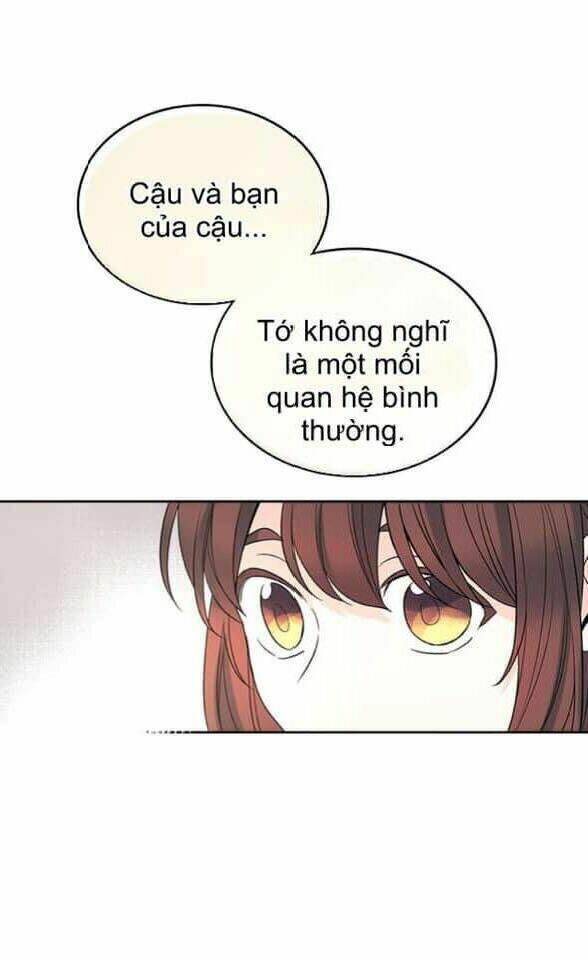 Cậu và bạn
của cậu...
Tớ không nghĩ
là một mối
quan hệ bình
thường.